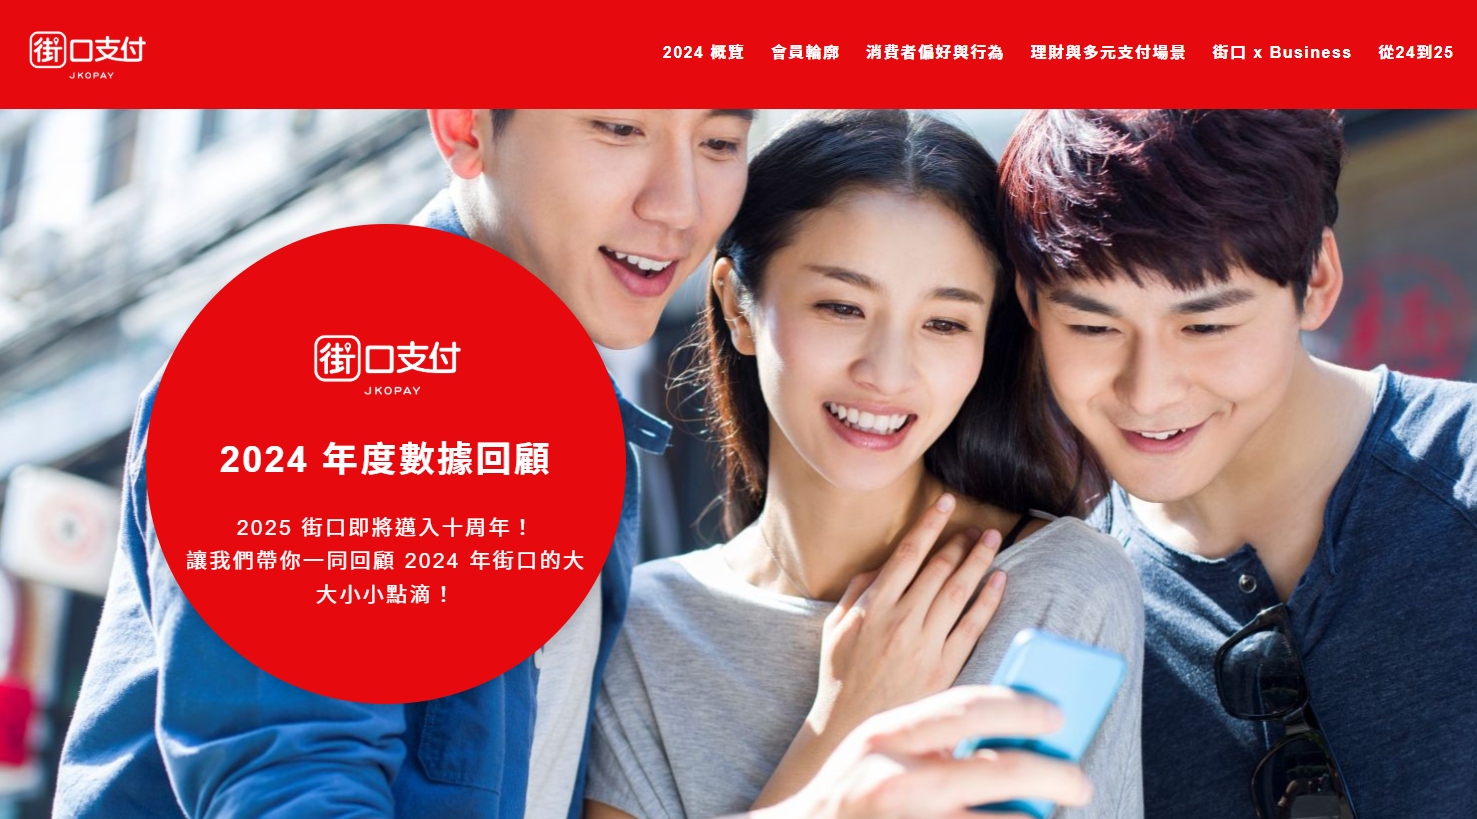 街口支付
JKOPAY
2024 概覽 會員輪廓 消費者偏好與行為 理財與多元支付場景 街口 x Business 從24到25
街口支付
JKOPAY
2024 年度數據回顧
2025 街口即將邁入十周年！
讓我們帶你一同回顧 2024 年街口的大
大小小點滴！